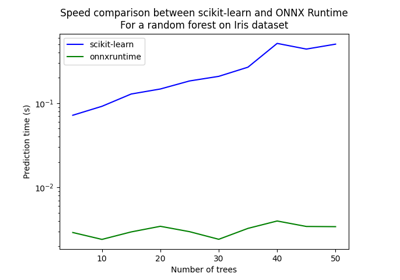 Speed comparison between scikit-learn and ONNX Runtime
For a random forest on Iris dataset
scikit-learn
onnxruntime
Prediction time (s)
10⁻¹
10⁻²
10 20 30 40 50
Number of trees